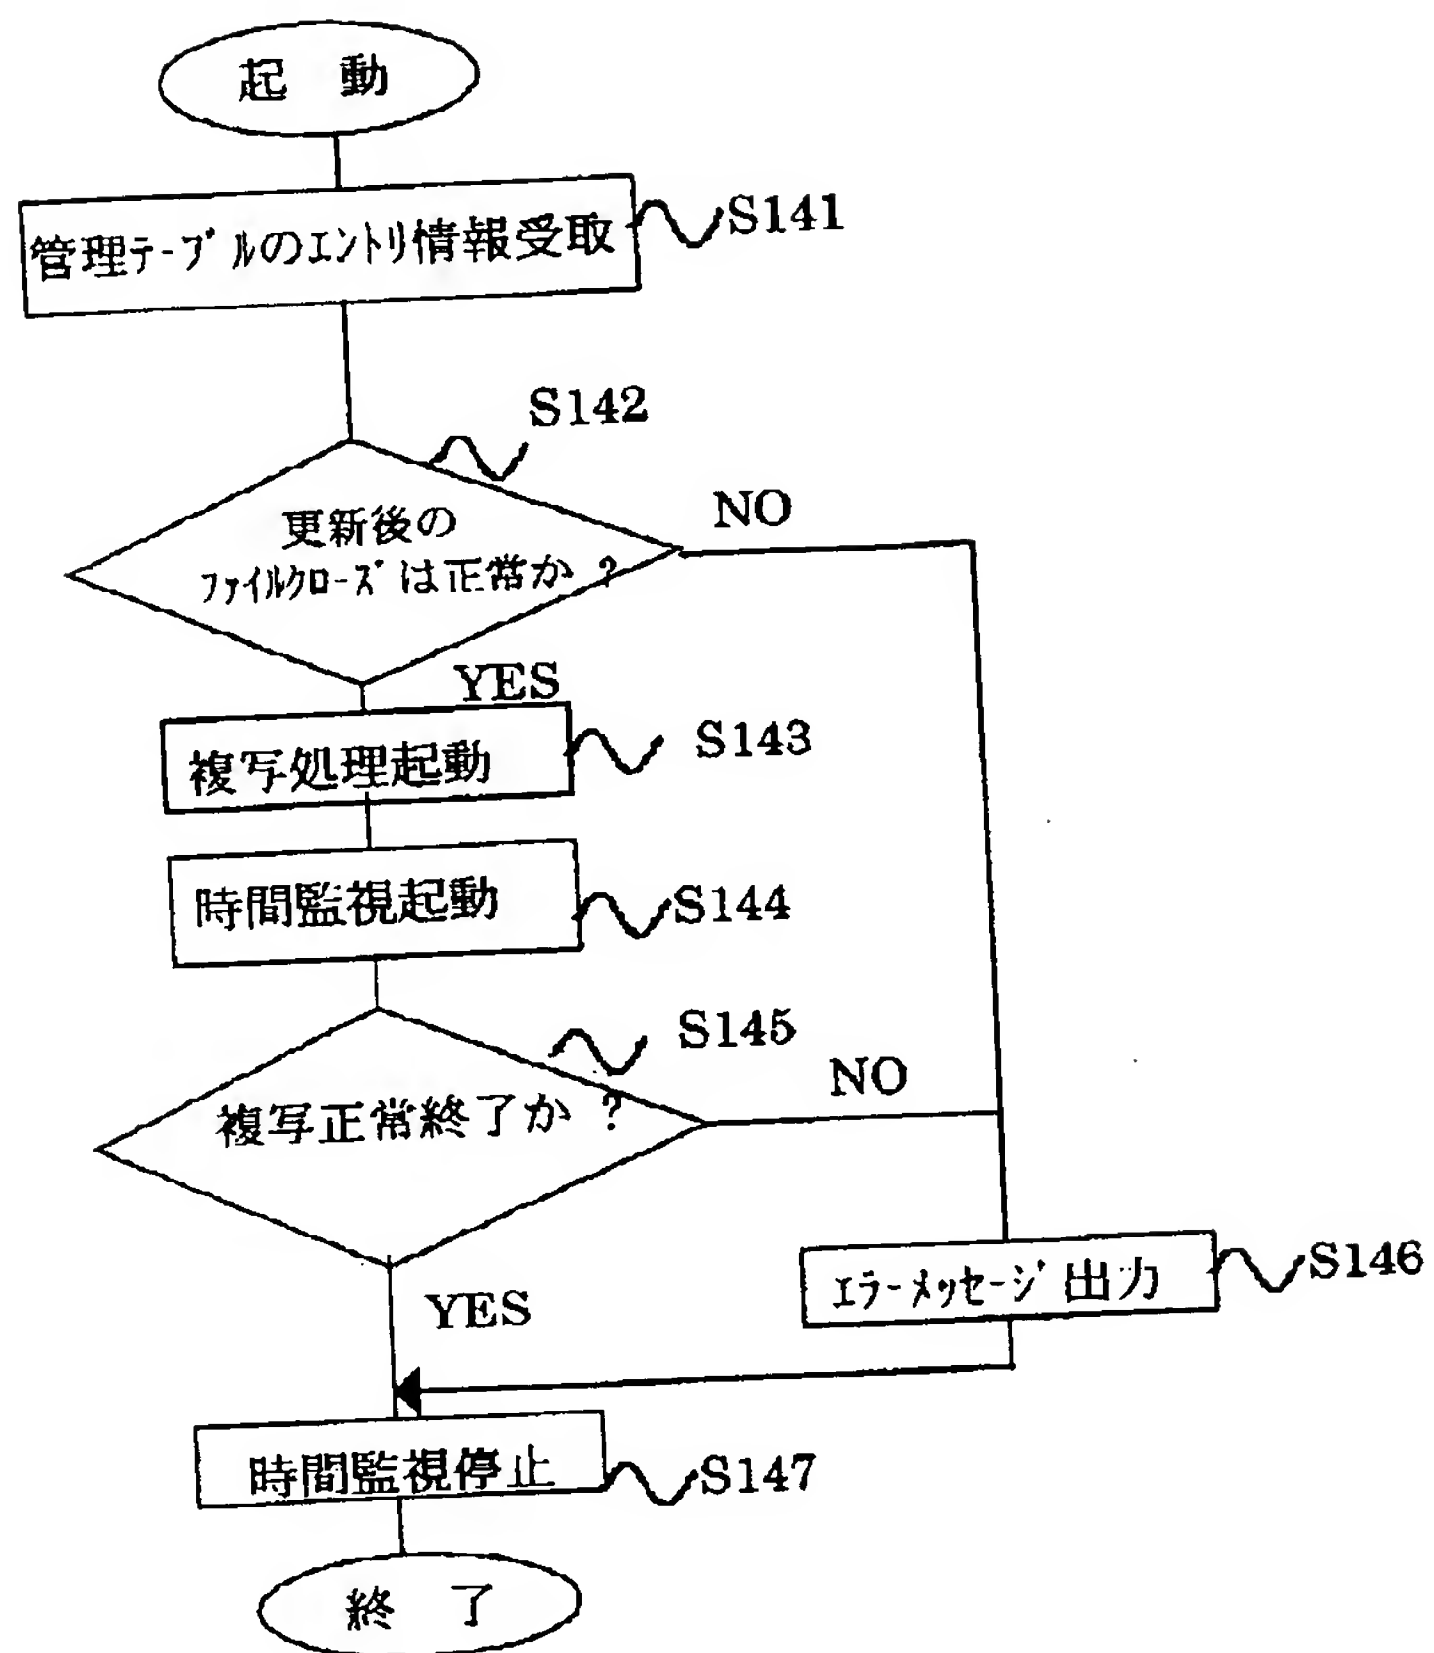 起 動
管理ﾃｰﾌﾞﾙのｴﾝﾄﾘ情報受取
S141
S142
更新後の
ﾌｧｲﾙｸﾛｰｽﾞは正常か ?
NO
YES
複写処理起動
S143
時間監視起動
S144
S145
複写正常終了か ?
NO
YES
ｴﾗｰﾒｯｾｰｼﾞ出力
S146
時間監視停止
S147
終 了